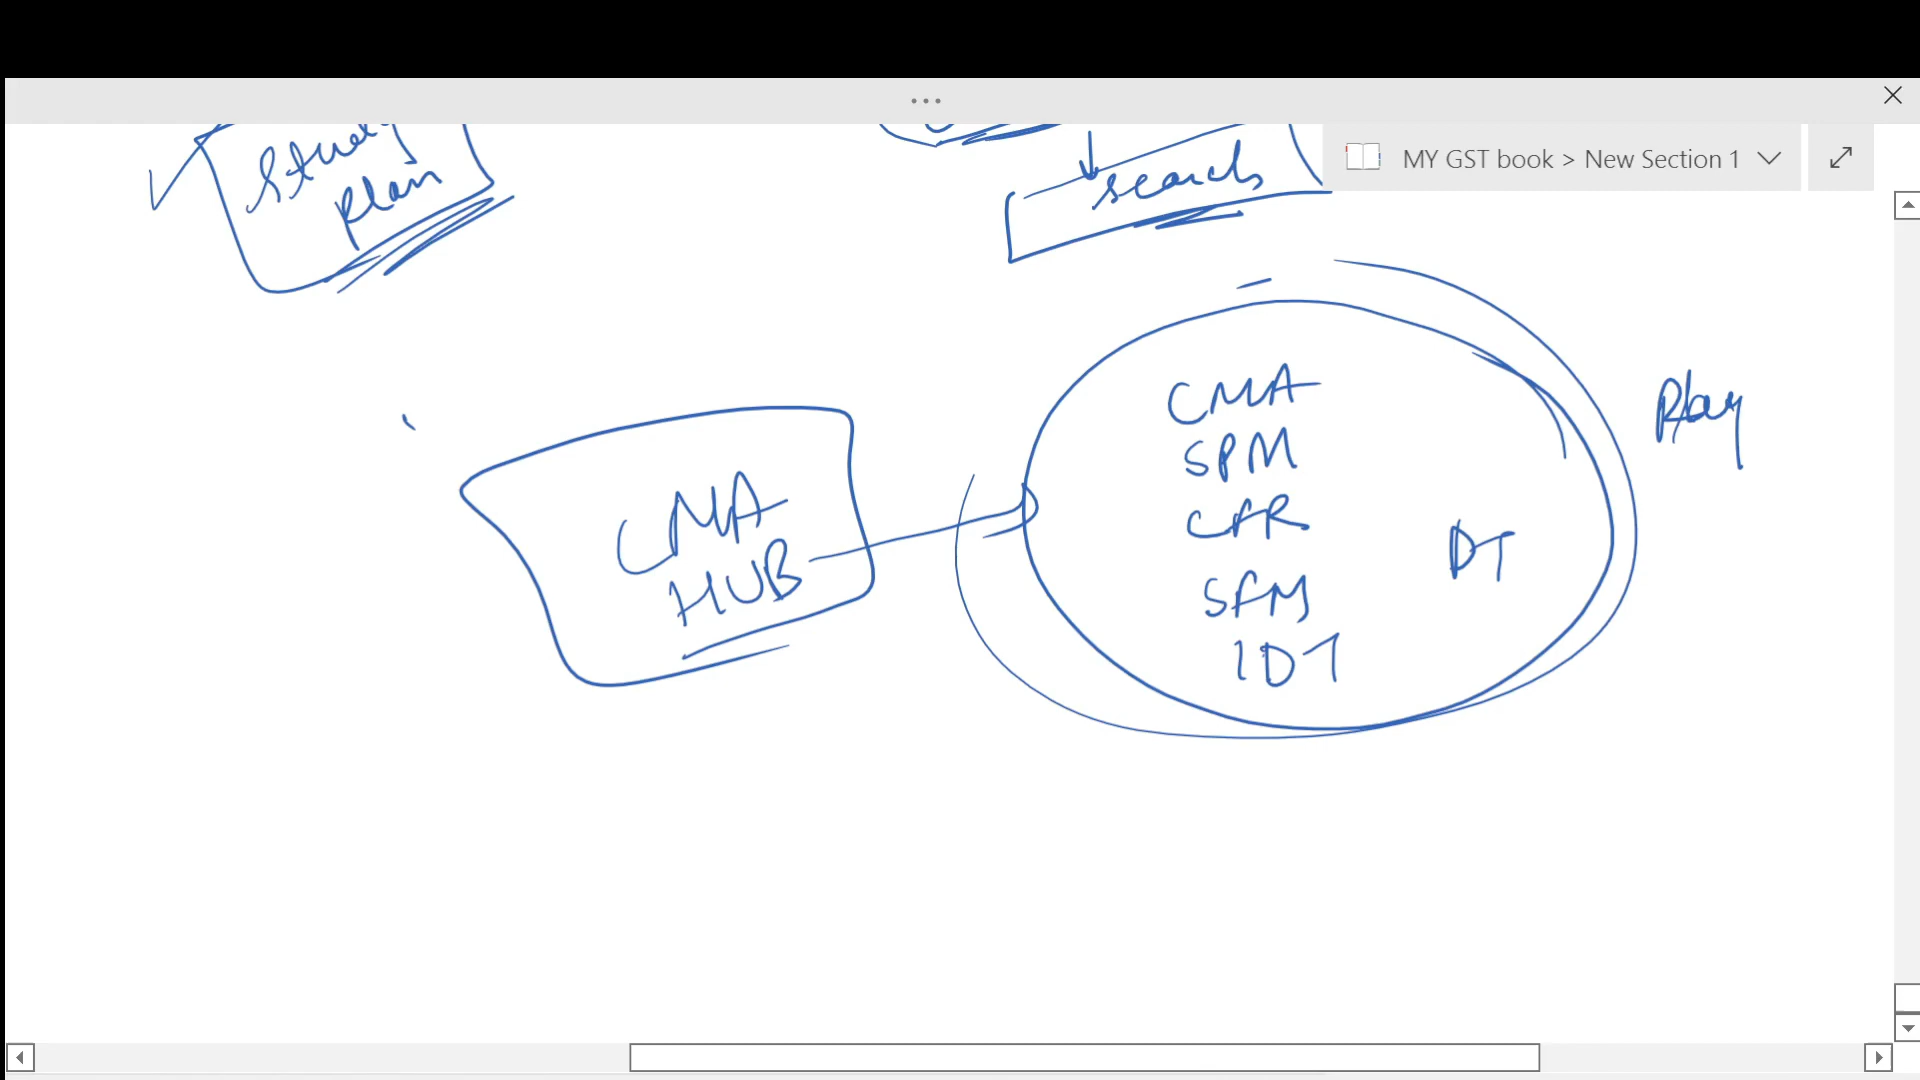 MY GST book > New Section 1
Study
plan
search
CMA
HUB
CMA
SPM
CFR
SFM
IDT
DT
Play